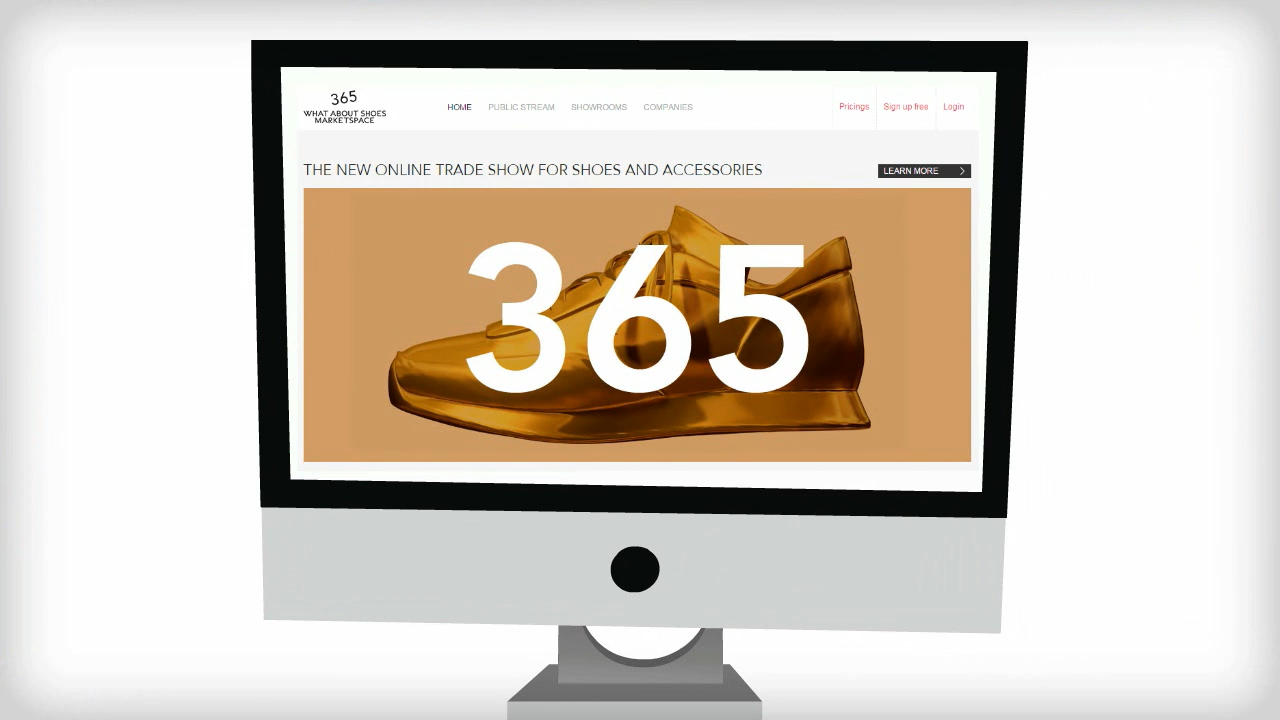 365
WHAT ABOUT SHOES
MARKETSPACE
HOME PUBLIC STREAM SHOWROOMS COMPANIES
Pricings Sign up free Login
THE NEW ONLINE TRADE SHOW FOR SHOES AND ACCESSORIES
LEARN MORE
365